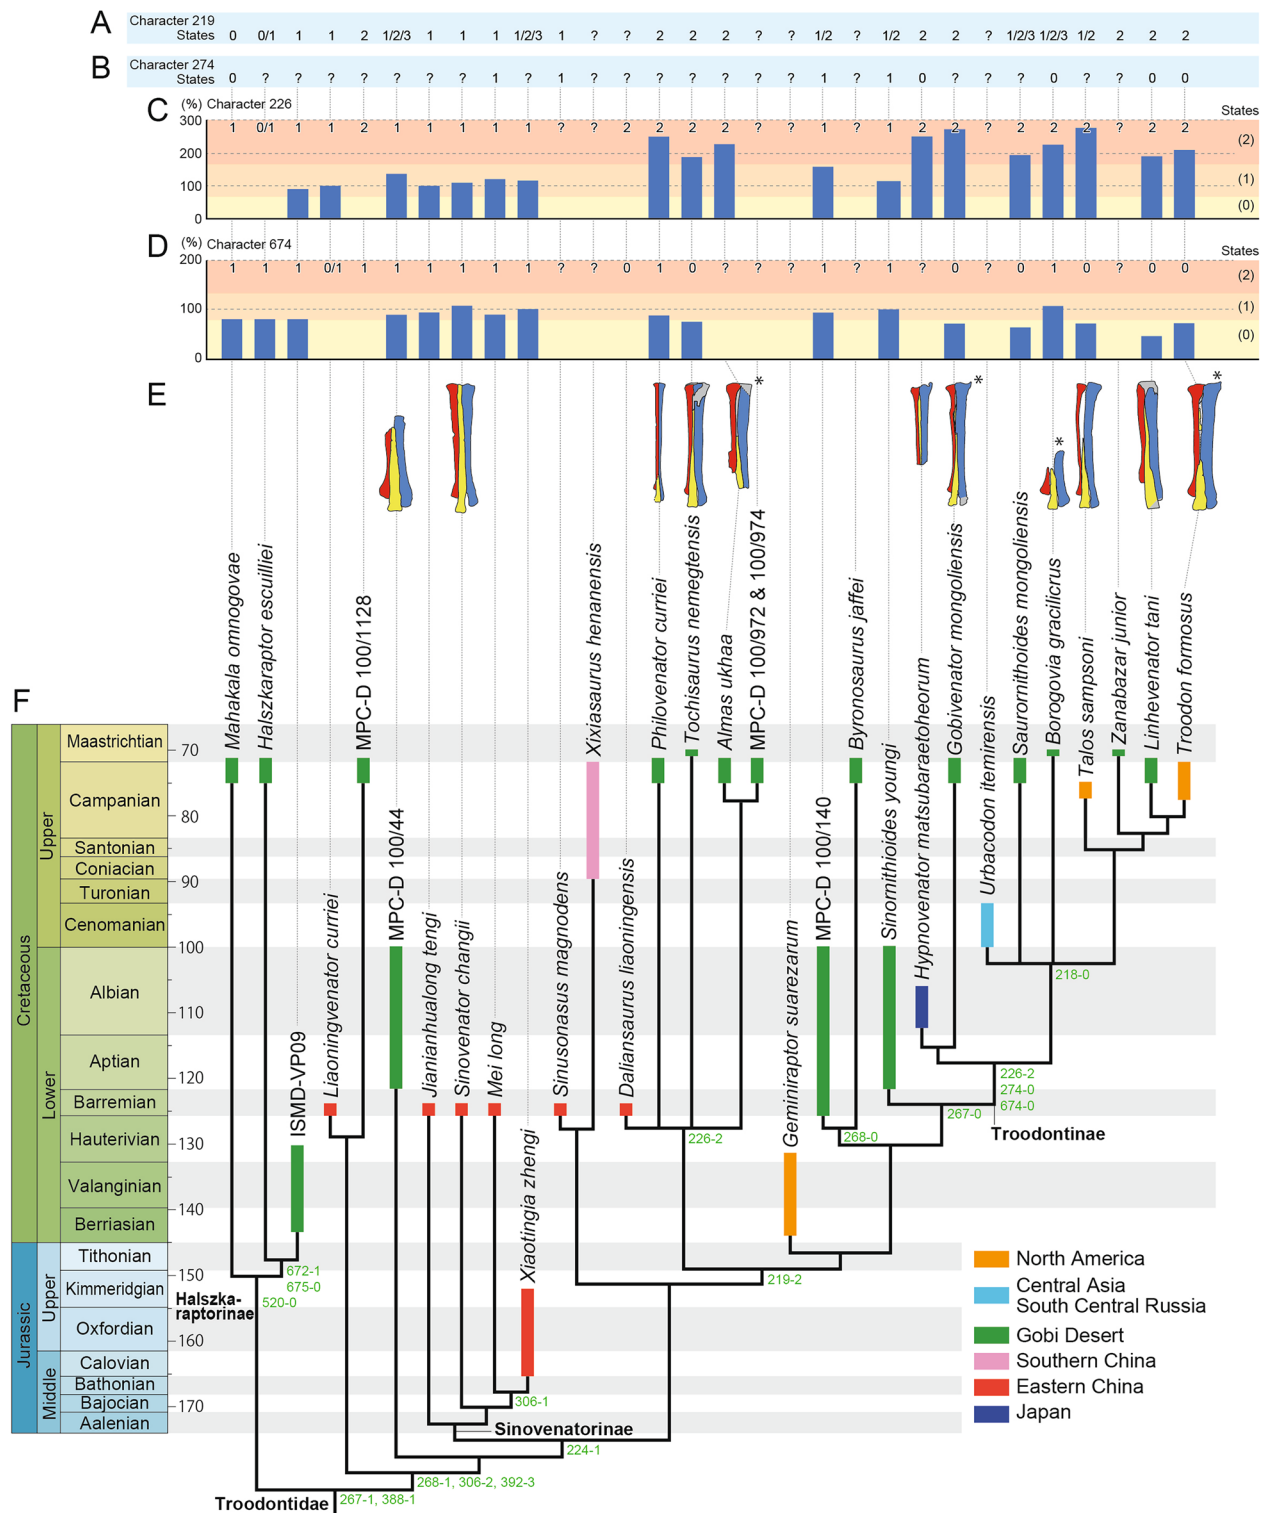 A
Character 219
States 0 0/1 1 1 2 1/2/3 1 1 1 1/2/3 1 ? ? 2 2 2 ? ? 1/2 ? 1/2 2 2 ? 1/2/3 1/2/3 1/2 2 2 2
B
Character 274
States 0 ? ? ? ? ? ? ? 1 ? 1 ? ? ? ? ? ? ? 1 ? 1 0 ? ? ? 0 ? ? 0 0
C
(%) Character 226
States
300
1 0/1 1 1 2 1 1 1 1 1 ? ? 2 2 2 2 ? ? 1 ? 1 2 2 ? 2 2 2 ? 2 2
(2)
200
(1)
100
(0)
0
D
(%) Character 674
States
200
1 1 1 0/1 1 1 1 1 1 1 ? ? 0 1 0 ? ? ? 1 ? 1 ? 0 ? 0 1 0 ? 0 0
(2)
100
(1)
(0)
0
E
* * * *
F
Mahakala omnogovae
Halszkaraptor escuilliei
ISMD-VP09
Liaoningvenator curriei
MPC-D 100/1128
MPC-D 100/44
Jianianhualong tengi
Sinovenator changii
Mei long
Xiaotingia zhengi
Sinusonasus magnodens
Xixiasaurus henanensis
Daliansaurus liaoningensis
Philovenator curriei
Tochisaurus nemegtensis
Almas ukhaa
MPC-D 100/972 & 100/974
Geminiraptor suarezarum
MPC-D 100/140
Byronosaurus jaffei
Sinornithioides youngi
Hypnovenator matsubaraetoheorum
Gobivenator mongoliensis
Urbacodon itemirensis
Saurornithoides mongoliensis
Borogovia gracilicrus
Talos sampsoni
Zanabazar junior
Linhevenator tani
Troodon formosus
Cretaceous
Upper
Lower
Jurassic
Upper
Middle
Maastrichtian
Campanian
Santonian
Coniacian
Turonian
Cenomanian
Albian
Aptian
Barremian
Hauterivian
Valanginian
Berriasian
Tithonian
Kimmeridgian
Oxfordian
Calovian
Bathonian
Bajocian
Aalenian
70
80
90
100
110
120
130
140
150
160
170
218-0
226-2
274-0
674-0
267-0
Troodontinae
268-0
226-2
219-2
672-1
675-0
520-0
Halszka-
raptorinae
306-1
Sinovenatorinae
224-1
268-1, 306-2, 392-3
267-1, 388-1
Troodontidae
North America
Central Asia
South Central Russia
Gobi Desert
Southern China
Eastern China
Japan